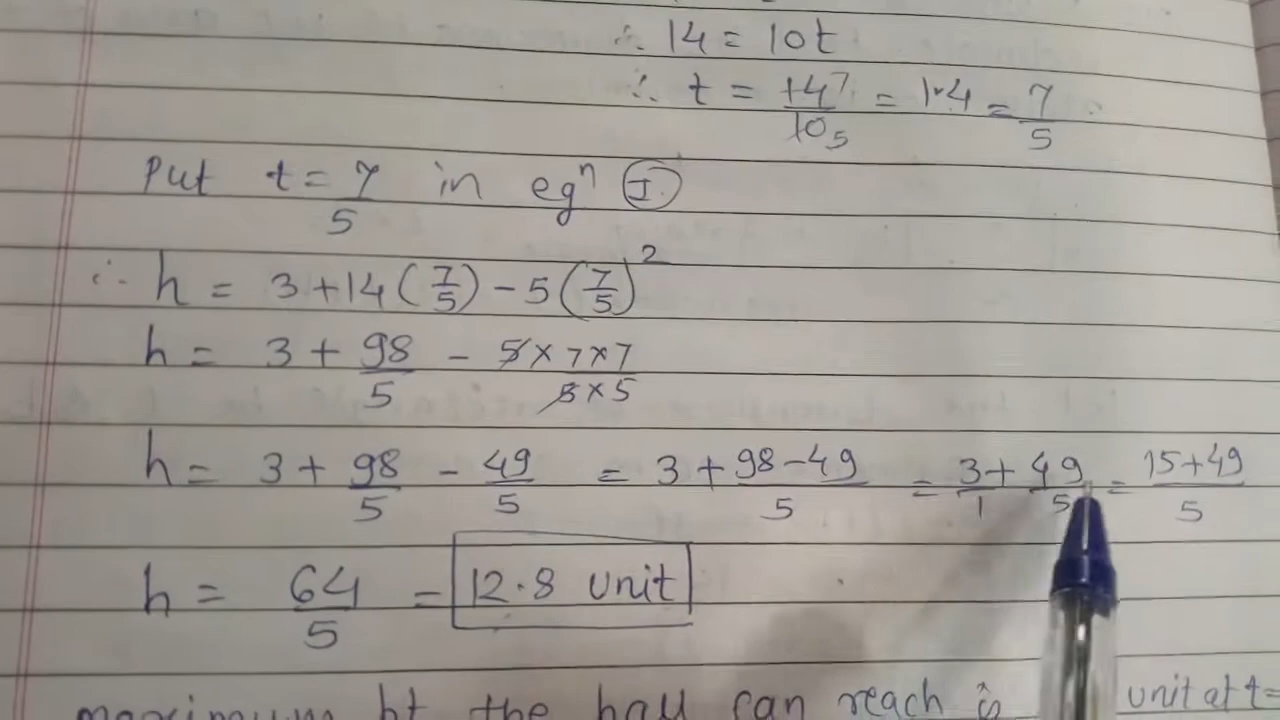 ∴ 14 = 10t
∴ t = 14/10 7/5 = 1.4 = 7/5
Put t = 7/5 in eqⁿ I
∴ h = 3 + 14 (7/5) - 5 (7/5)²
h = 3 + 98/5 - 5 × 7 × 7 / 5 × 5
h = 3 + 98/5 - 49/5 = 3 + 98 - 49 / 5 = 3/1 + 49/5 = 15 + 49 / 5
h = 64/5 = 12.8 unit
maximum ht the ball can reach is unit at t =